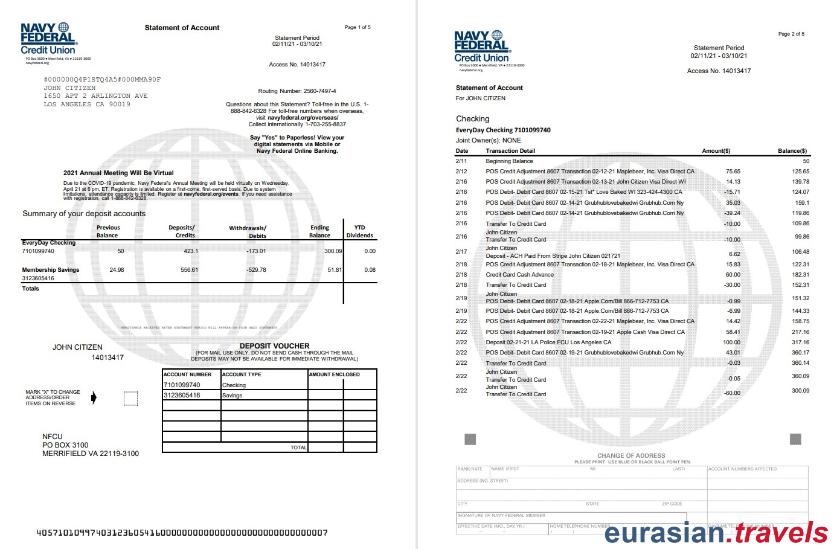 NAVY
FEDERAL
Credit Union
Statement of Account
Page 1 of 5
Statement Period
02/11/21 - 03/10/21
Access No. 14013417
#000000Q4P1STQ4A5#000MMA90F
JOHN CITIZEN
1650 APT 2 ARLINGTON AVE
LOS ANGELES CA 90019
Routing Number: 2560-7497-4
Questions about this Statement? Toll-free in the U.S. 1-
888-842-6328 For toll-free numbers when overseas,
visit navyfederal.org/overseas/
Collect internationally 1-703-255-8837
Say "Yes" to Paperless! View your
digital statements via Mobile or
Navy Federal Online Banking.
2021 Annual Meeting Will Be Virtual
Due to the COVID-19 pandemic, Navy Federal's Annual Meeting will be held virtually on Wednesday,
April 21 at 6 p.m. ET. Registration is available on a first-come, first-served basis. Due to system
limitations, attendance capacity is limited. Register at navyfederal.org/events. If you need assistance
with registration, call 1-888-842-6328.
Summary of your deposit accounts
Previous Balance Deposits/ Credits Withdrawals/ Debits Ending Balance YTD Dividends
EveryDay Checking
7101099740 50 423.1 -173.01 300.09 0.00
Membership Savings 24.98 556.61 -529.78 51.81 0.08
3123605416
Totals
JOHN CITIZEN
14013417
DEPOSIT VOUCHER
(FOR MAIL USE ONLY. DO NOT SEND CASH THROUGH THE MAIL
DEPOSITS MAY NOT BE AVAILABLE FOR IMMEDIATE WITHDRAWAL)
MARK "X" TO CHANGE
ADDRESS/ORDER
ITEMS ON REVERSE
ACCOUNT NUMBER ACCOUNT TYPE AMOUNT ENCLOSED
7101099740 Checking
3123605416 Savings
TOTAL
NFCU
PO BOX 3100
MERRIFIELD VA 22119-3100
NAVY
FEDERAL
Credit Union
Page 2 of 8
Statement Period
02/11/21 - 03/10/21
Access No. 14013417
Statement of Account
For JOHN CITIZEN
Checking
EveryDay Checking 7101099740
Joint Owner(s): NONE
Date Transaction Detail Amount($) Balance($)
2/11 Beginning Balance 50
2/12 POS Credit Adjustment 8607 Transaction 02-12-21 Maplebear, Inc. Visa Direct CA 75.65 125.65
2/16 POS Credit Adjustment 8607 Transaction 02-13-21 John Citizen Visa Direct WI 14.13 139.78
2/16 POS Debit- Debit Card 8607 02-15-21 Tst* Love Baked WI 323-424-4300 CA -15.71 124.07
2/16 POS Debit- Debit Card 8607 02-14-21 Grubhublovebakedwi Grubhub.Com Ny 35.03 159.1
2/16 POS Debit- Debit Card 8607 02-14-21 Grubhublovebakedwi Grubhub.Com Ny -39.24 119.86
2/16 Transfer To Credit Card -10.00 109.86
2/16 John Citizen
Transfer To Credit Card -10.00 99.86
2/17 John Citizen
Deposit - ACH Paid From Stripe John Citizen 021721 6.62 106.48
2/18 POS Credit Adjustment 8607 Transaction 02-18-21 Maplebear, Inc. Visa Direct CA 15.83 122.31
2/18 Credit Card Cash Advance 60.00 182.31
2/18 Transfer To Credit Card -30.00 152.31
2/19 John Citizen
POS Debit- Debit Card 8607 02-18-21 Apple.Com/Bill 866-712-7753 CA -0.99 151.32
2/19 POS Debit- Debit Card 8607 02-18-21 Apple.Com/Bill 866-712-7753 CA -6.99 144.33
2/22 POS Credit Adjustment 8607 Transaction 02-22-21 Maplebear, Inc. Visa Direct CA 14.42 158.75
2/22 POS Credit Adjustment 8607 Transaction 02-19-21 Apple Cash Visa Direct CA 58.41 217.16
2/22 Deposit 02-21-21 LA Police FCU Los Angeles CA 100.00 317.16
2/22 POS Debit- Debit Card 8607 02-19-21 Grubhublovebakedwi Grubhub.Com Ny 43.01 360.17
2/22 Transfer To Credit Card -0.03 360.14
2/22 John Citizen
Transfer To Credit Card -0.05 360.09
2/22 John Citizen
Transfer To Credit Card -60.00 300.09
CHANGE OF ADDRESS
PLEASE PRINT. USE BLUE OR BLACK BALL POINT PEN.
RANK/RATE NAME (FIRST MI LAST) ACCOUNT NUMBERS AFFECTED
ADDRESS (NO. STREET)
CITY STATE ZIP CODE
SIGNATURE OF NAVY FEDERAL MEMBER
EFFECTIVE DATE (MO., DAY, YR.) HOME TELEPHONE NUMBER
eurasian.travels